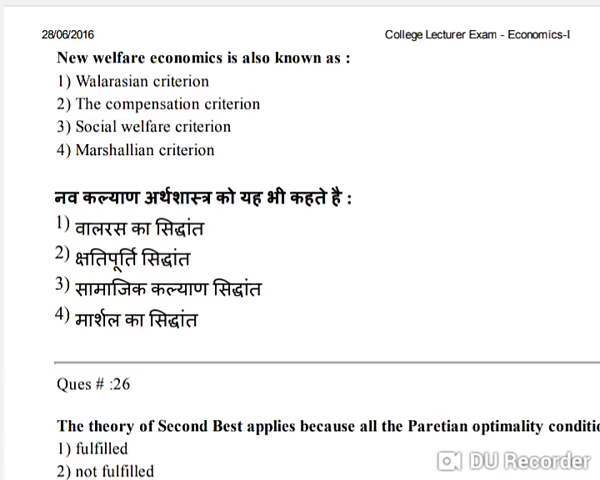 28/06/2016 College Lecturer Exam - Economics-I
New welfare economics is also known as :
1) Walarasian criterion
2) The compensation criterion
3) Social welfare criterion
4) Marshallian criterion
नव कल्याण अर्थशास्त्र को यह भी कहते है :
1) वालरस का सिद्धांत
2) क्षतिपूर्ति सिद्धांत
3) सामाजिक कल्याण सिद्धांत
4) मार्शल का सिद्धांत
Ques # :26
The theory of Second Best applies because all the Paretian optimality conditio
1) fulfilled
2) not fulfilled
DU Recorder